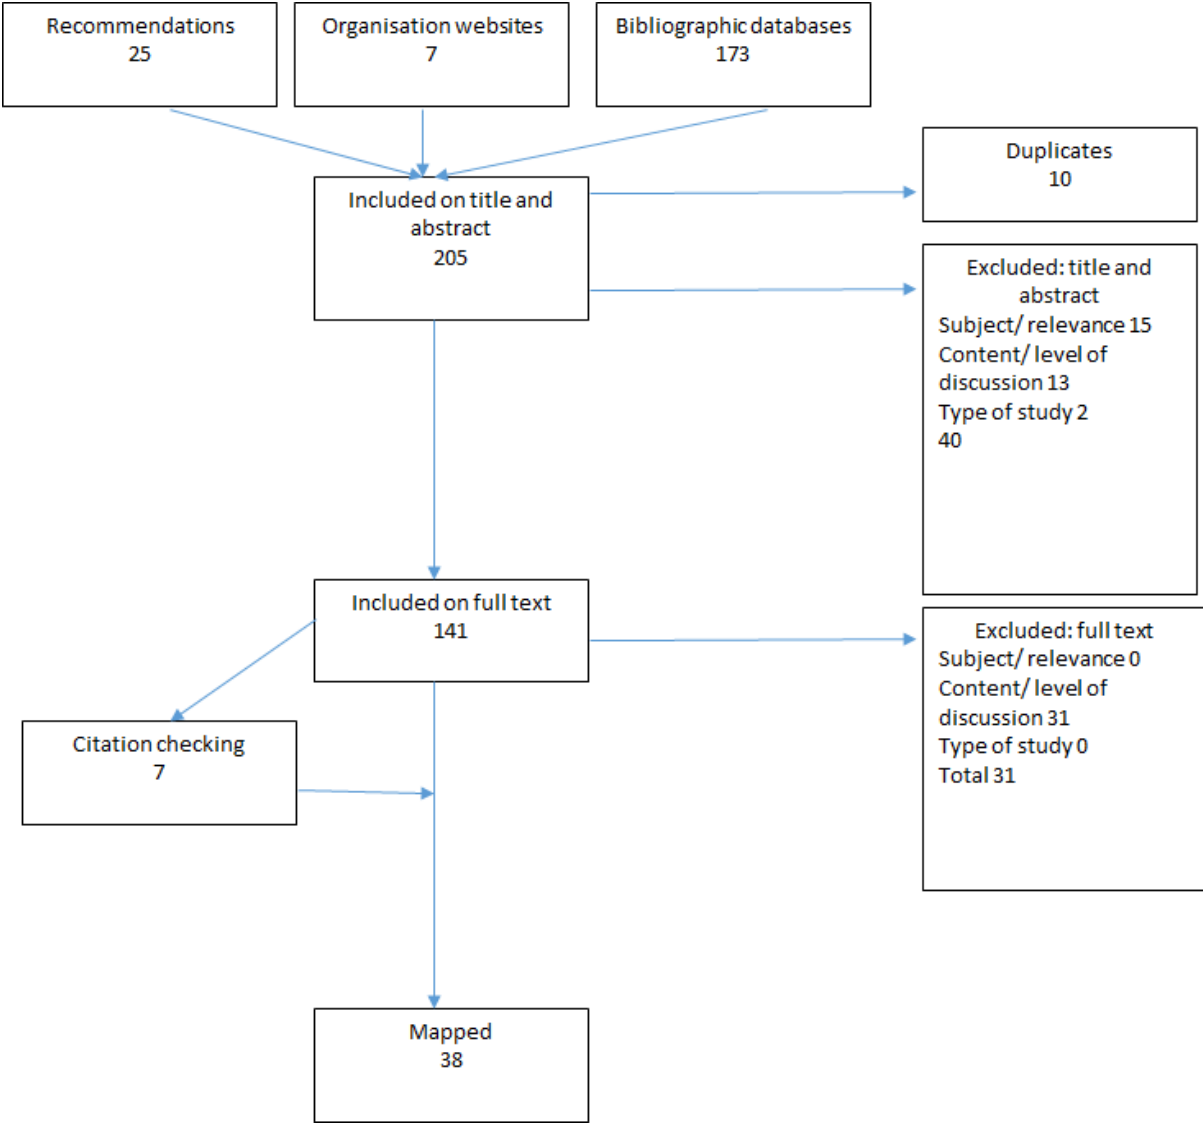 Recommendations
25
Organisation websites
7
Bibliographic databases
173
Duplicates
10
Included on title and
abstract
205
Excluded: title and
abstract
Subject/ relevance 15
Content/ level of
discussion 13
Type of study 2
40
Included on full text
141
Excluded: full text
Subject/ relevance 0
Content/ level of
discussion 31
Type of study 0
Total 31
Citation checking
7
Mapped
38